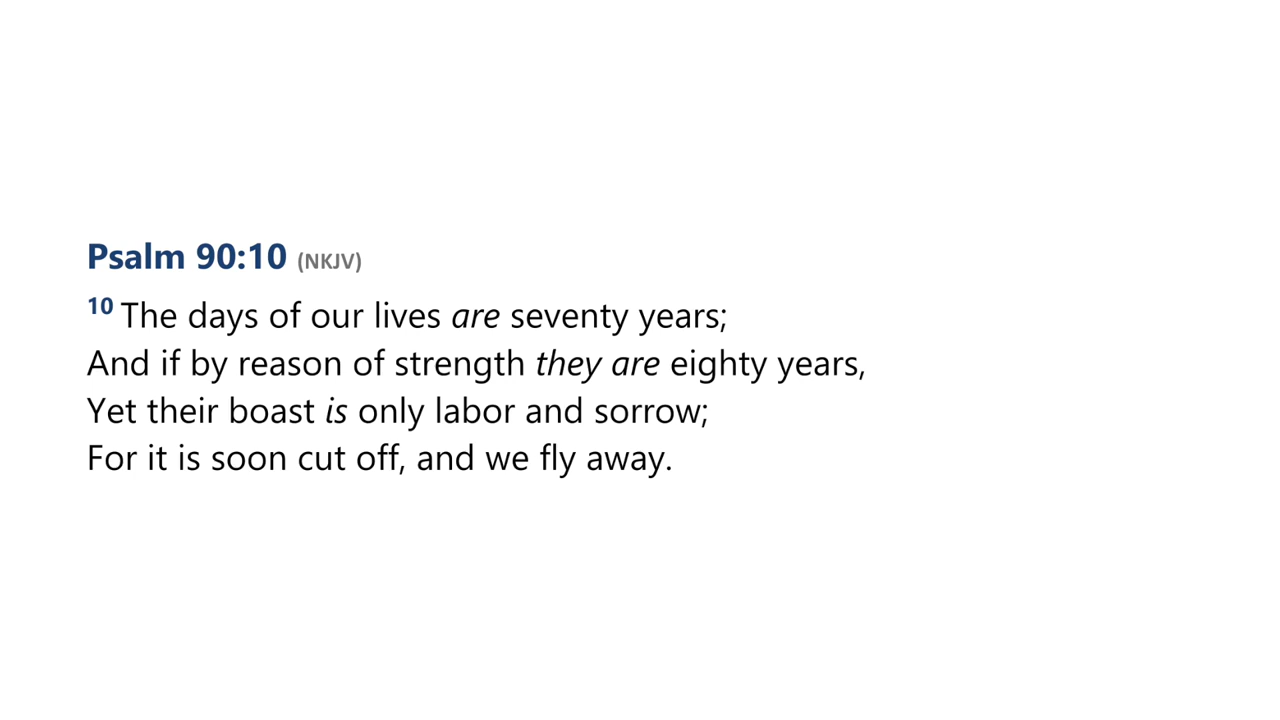 Psalm 90:10 (NKJV)
10 The days of our lives are seventy years;
And if by reason of strength they are eighty years,
Yet their boast is only labor and sorrow;
For it is soon cut off, and we fly away.